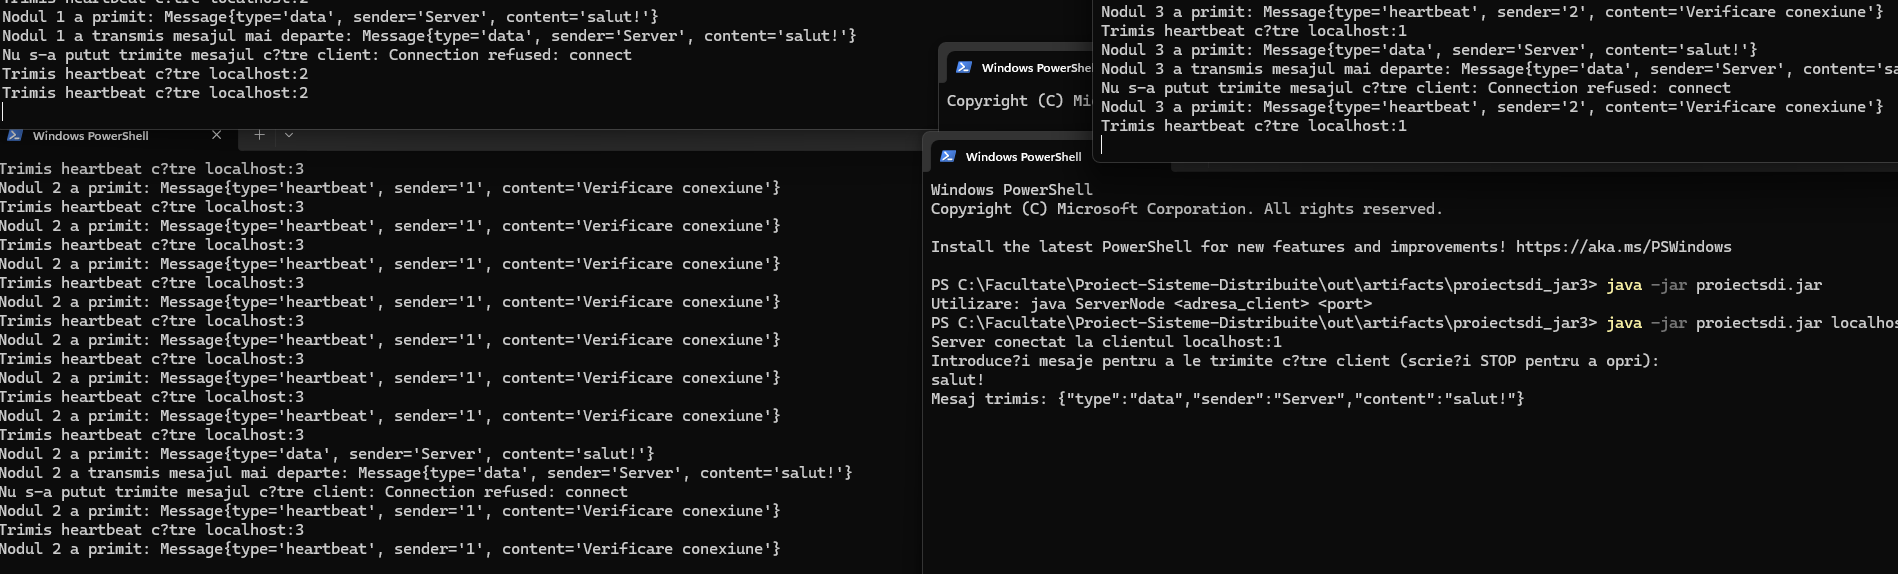 Trimis heartbeat c?tre localhost:2
Nodul 1 a primit: Message{type='data', sender='Server', content='salut!'}
Nodul 1 a transmis mesajul mai departe: Message{type='data', sender='Server', content='salut!'}
Nu s-a putut trimite mesajul c?tre client: Connection refused: connect
Trimis heartbeat c?tre localhost:2
Trimis heartbeat c?tre localhost:2
Windows PowerShell
Trimis heartbeat c?tre localhost:3
Nodul 2 a primit: Message{type='heartbeat', sender='1', content='Verificare conexiune'}
Trimis heartbeat c?tre localhost:3
Nodul 2 a primit: Message{type='heartbeat', sender='1', content='Verificare conexiune'}
Trimis heartbeat c?tre localhost:3
Nodul 2 a primit: Message{type='heartbeat', sender='1', content='Verificare conexiune'}
Trimis heartbeat c?tre localhost:3
Nodul 2 a primit: Message{type='heartbeat', sender='1', content='Verificare conexiune'}
Trimis heartbeat c?tre localhost:3
Nodul 2 a primit: Message{type='heartbeat', sender='1', content='Verificare conexiune'}
Trimis heartbeat c?tre localhost:3
Nodul 2 a primit: Message{type='heartbeat', sender='1', content='Verificare conexiune'}
Trimis heartbeat c?tre localhost:3
Nodul 2 a primit: Message{type='heartbeat', sender='1', content='Verificare conexiune'}
Trimis heartbeat c?tre localhost:3
Nodul 2 a primit: Message{type='data', sender='Server', content='salut!'}
Nodul 2 a transmis mesajul mai departe: Message{type='data', sender='Server', content='salut!'}
Nu s-a putut trimite mesajul c?tre client: Connection refused: connect
Nodul 2 a primit: Message{type='heartbeat', sender='1', content='Verificare conexiune'}
Trimis heartbeat c?tre localhost:3
Nodul 2 a primit: Message{type='heartbeat', sender='1', content='Verificare conexiune'}
Windows PowerShe
Copyright (C) Mi
Nodul 3 a primit: Message{type='heartbeat', sender='2', content='Verificare conexiune'}
Trimis heartbeat c?tre localhost:1
Nodul 3 a primit: Message{type='data', sender='Server', content='salut!'}
Nodul 3 a transmis mesajul mai departe: Message{type='data', sender='Server', content='sa
Nu s-a putut trimite mesajul c?tre client: Connection refused: connect
Nodul 3 a primit: Message{type='heartbeat', sender='2', content='Verificare conexiune'}
Trimis heartbeat c?tre localhost:1
Windows PowerShell
Windows PowerShell
Copyright (C) Microsoft Corporation. All rights reserved.
Install the latest PowerShell for new features and improvements! https://aka.ms/PSWindows
PS C:\Facultate\Proiect-Sisteme-Distribuite\out\artifacts\proiectsdi_jar3> java -jar proiectsdi.jar
Utilizare: java ServerNode <adresa_client> <port>
PS C:\Facultate\Proiect-Sisteme-Distribuite\out\artifacts\proiectsdi_jar3> java -jar proiectsdi.jar localhos
Server conectat la clientul localhost:1
Introduce?i mesaje pentru a le trimite c?tre client (scrie?i STOP pentru a opri):
salut!
Mesaj trimis: {"type":"data","sender":"Server","content":"salut!"}